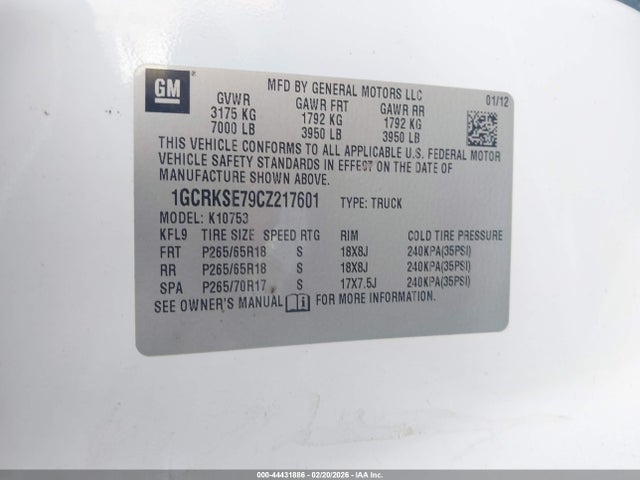 GM
MFD BY GENERAL MOTORS LLC
01/12
GVWR GAWR FRT GAWR RR
3175 KG 1792 KG 1792 KG
7000 LB 3950 LB 3950 LB
THIS VEHICLE CONFORMS TO ALL APPLICABLE U.S. FEDERAL MOTOR
VEHICLE SAFETY STANDARDS IN EFFECT ON THE DATE OF
MANUFACTURE SHOWN ABOVE.
1GCRKSE79CZ217601 TYPE: TRUCK
MODEL: K10753
KFL9 TIRE SIZE SPEED RTG RIM COLD TIRE PRESSURE
FRT P265/65R18 S 18X8J 240KPA(35PSI)
RR P265/65R18 S 18X8J 240KPA(35PSI)
SPA P265/70R17 S 17X7.5J 240KPA(35PSI)
SEE OWNER'S MANUAL FOR MORE INFORMATION.
000-44431886 - 02/20/2026 - IAA Inc.